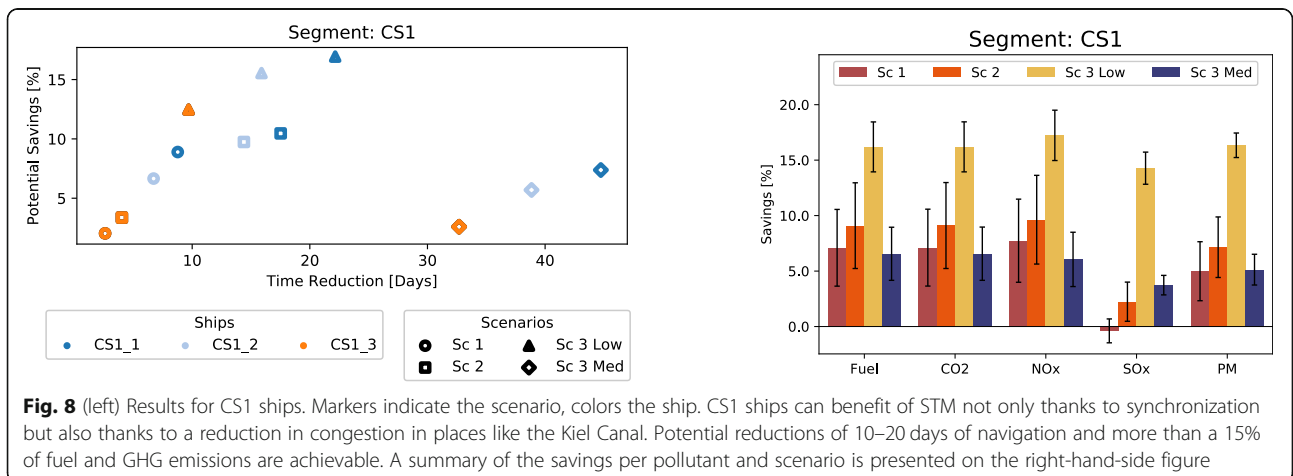 Segment: CS1
Potential Savings [%]
15
10
5
10
20
30
40
Time Reduction [Days]
Ships
CS1_1
CS1_2
CS1_3
Scenarios
Sc 1
Sc 3 Low
Sc 2
Sc 3 Med
Segment: CS1
Sc 1
Sc 2
Sc 3 Low
Sc 3 Med
Savings [%]
20.0
15.0
10.0
5.0
0.0
Fuel
CO2
NOx
SOx
PM
Fig. 8 (left) Results for CS1 ships. Markers indicate the scenario, colors the ship. CS1 ships can benefit of STM not only thanks to synchronization
but also thanks to a reduction in congestion in places like the Kiel Canal. Potential reductions of 10–20 days of navigation and more than a 15%
of fuel and GHG emissions are achievable. A summary of the savings per pollutant and scenario is presented on the right-hand-side figure